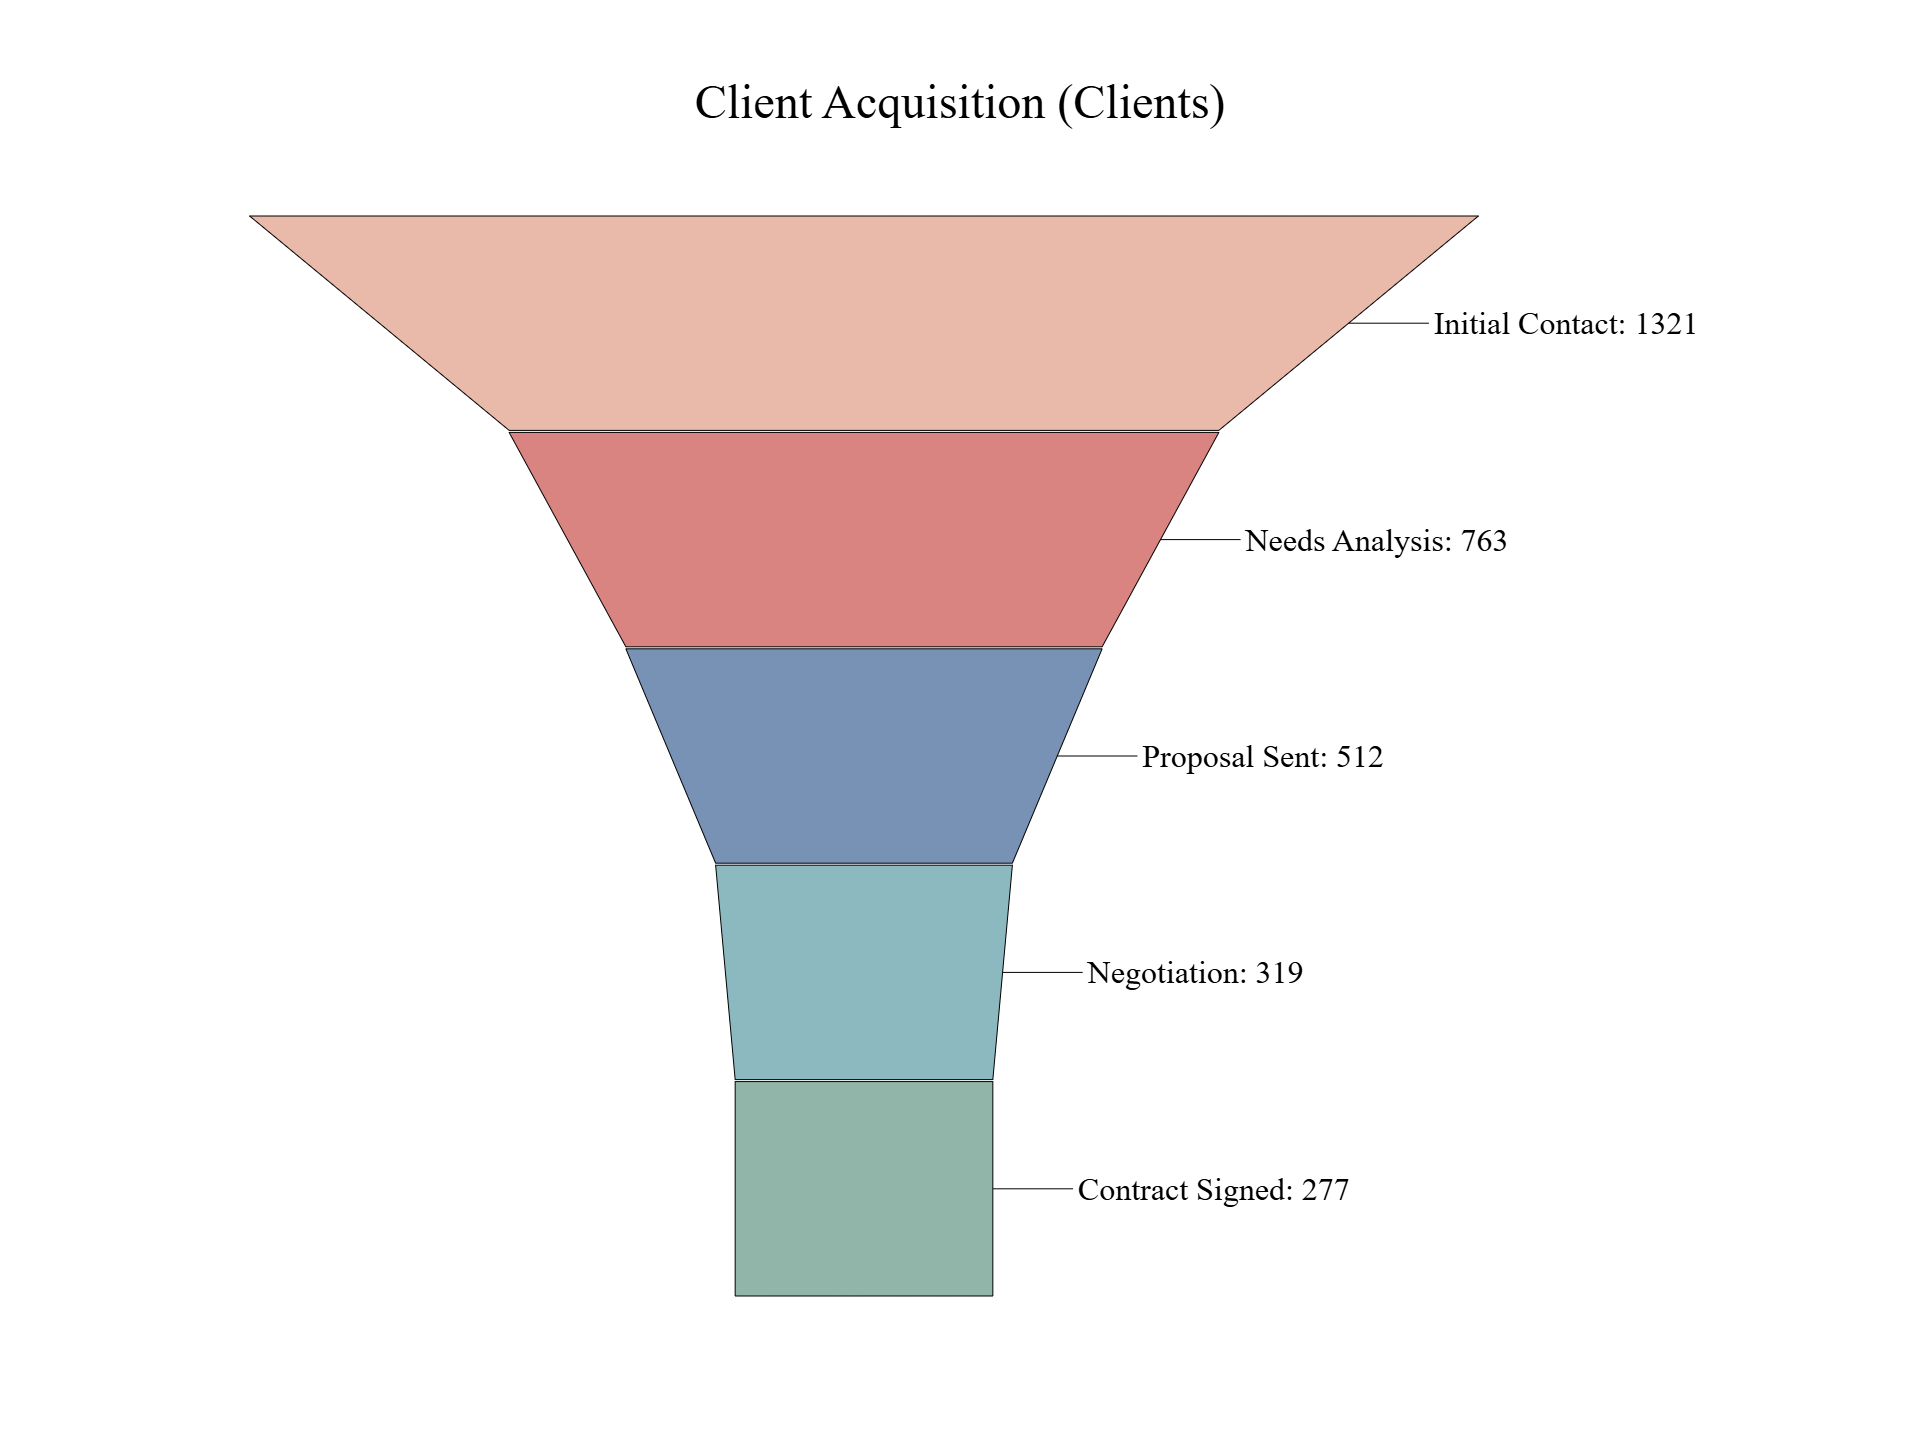 Client Acquisition (Clients)
Initial Contact: 1321
Needs Analysis: 763
Proposal Sent: 512
Negotiation: 319
Contract Signed: 277